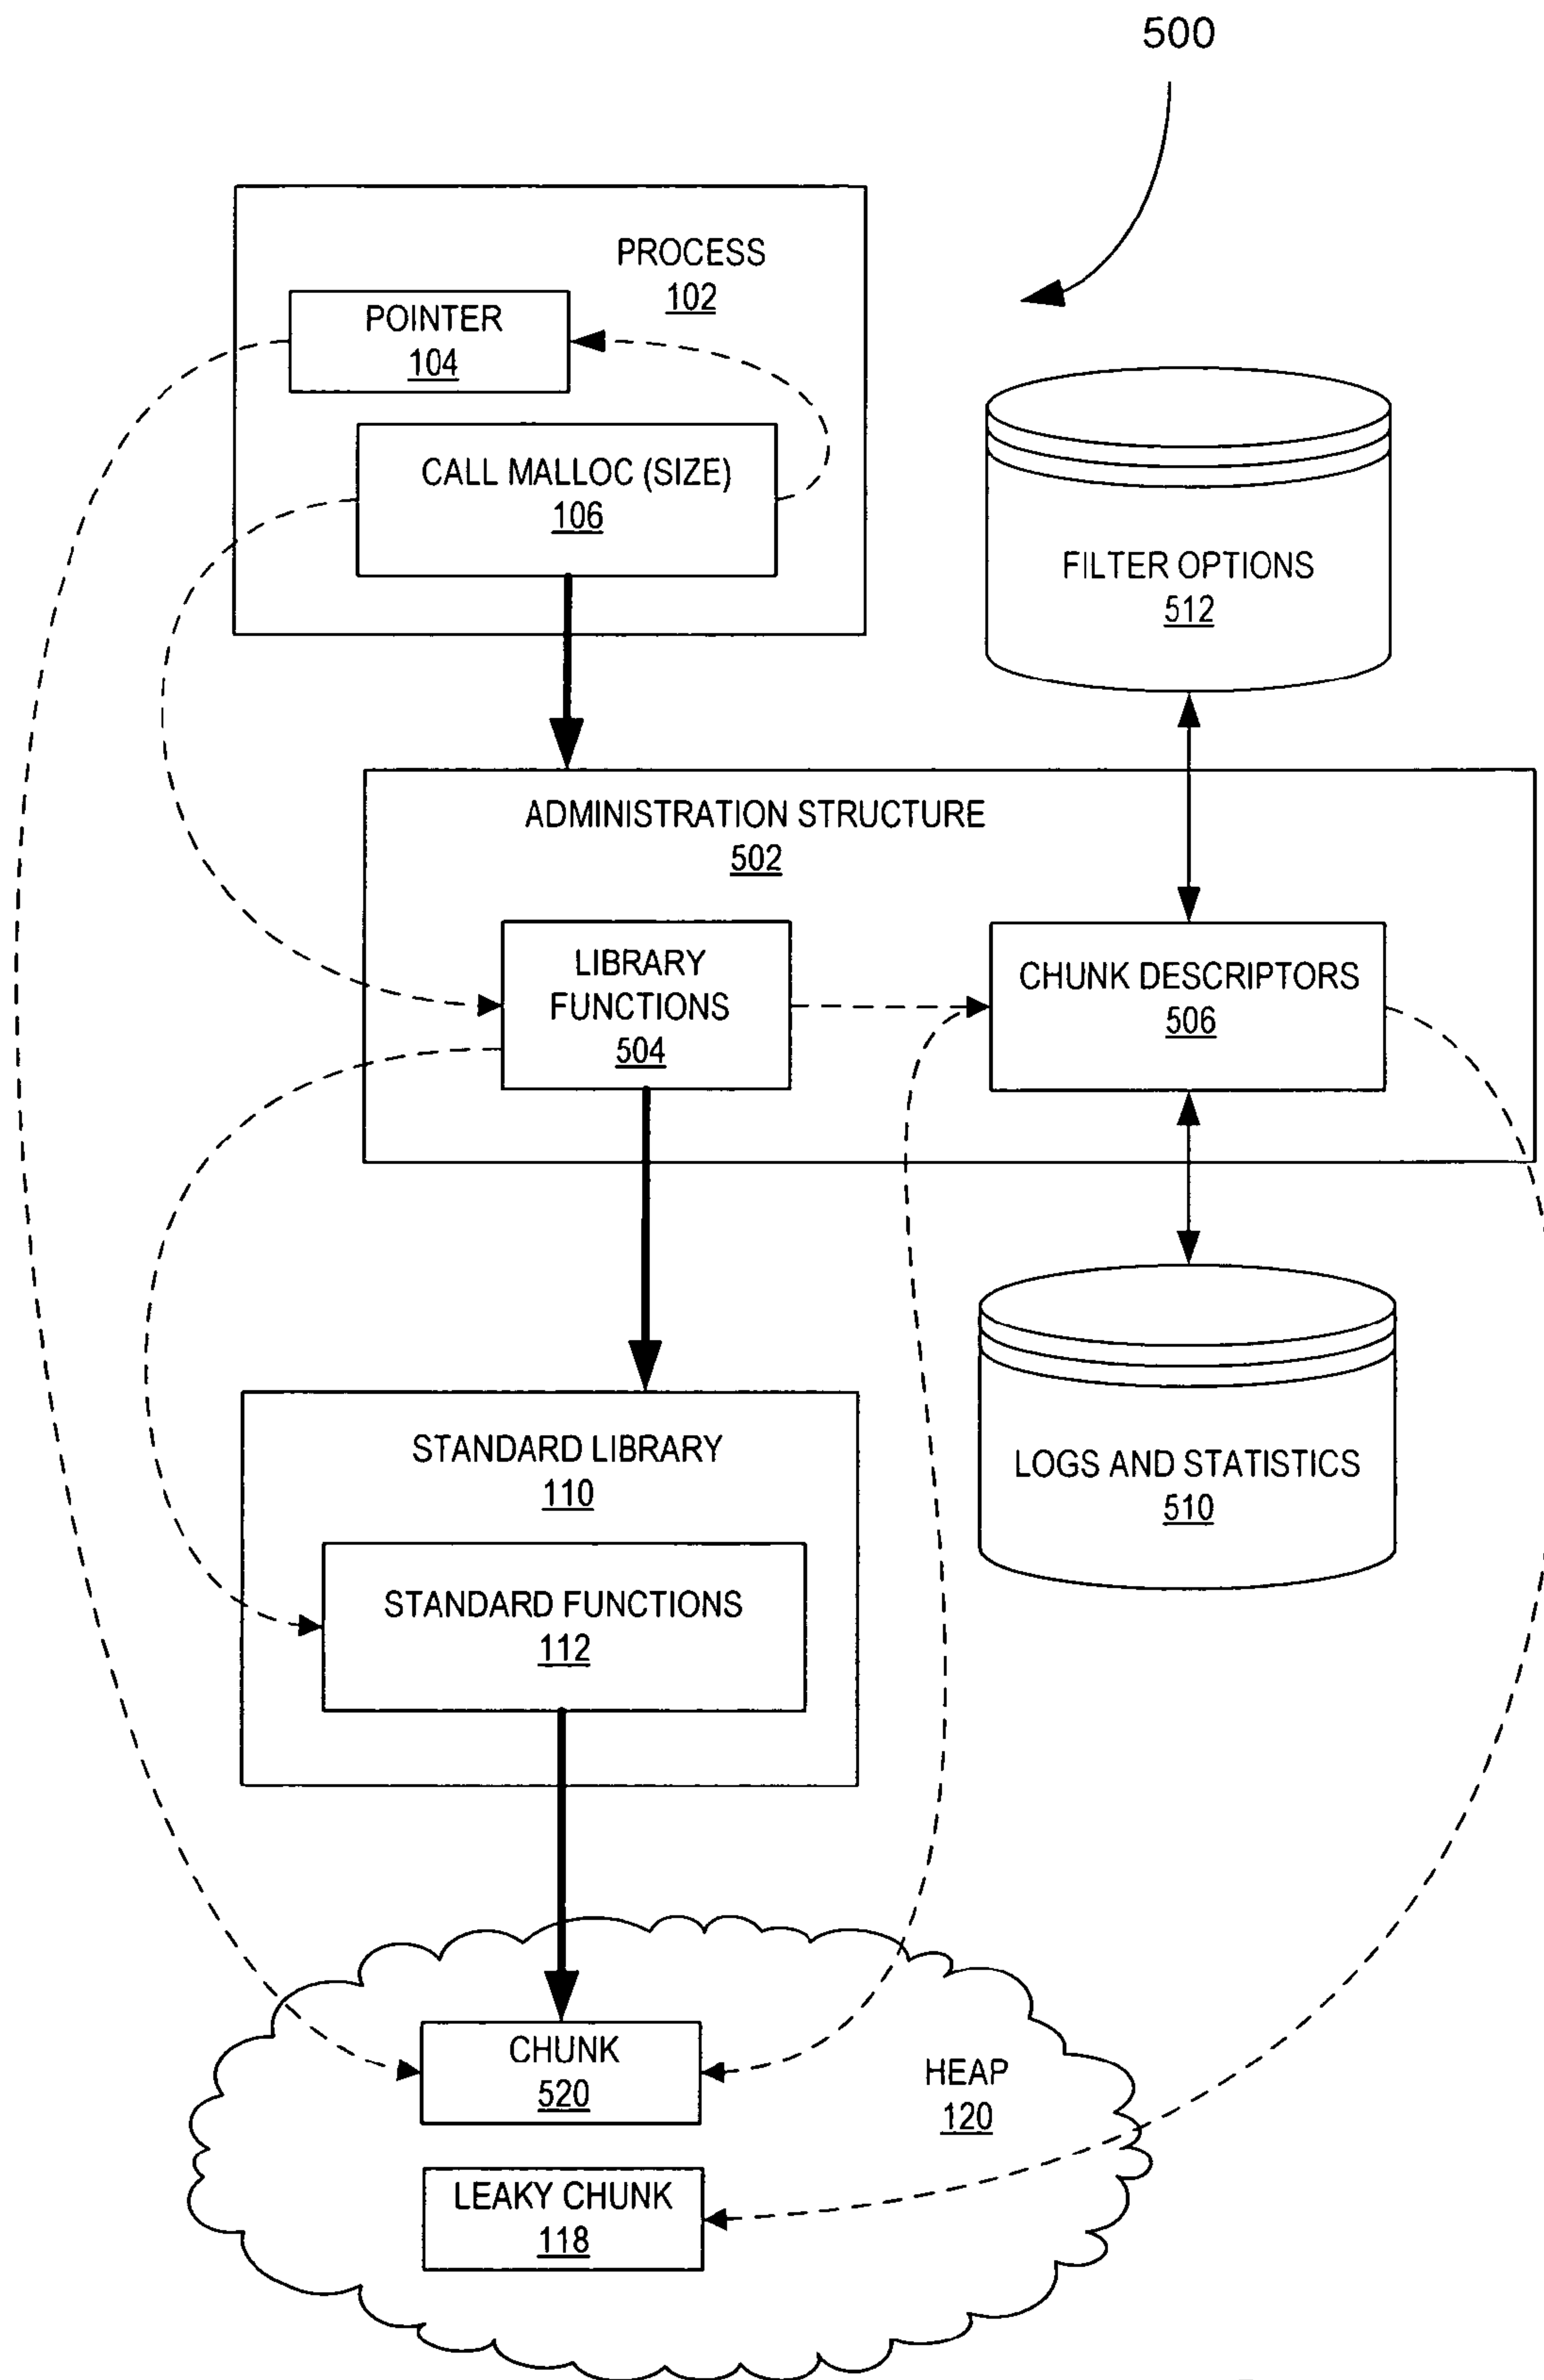 500
PROCESS
102
POINTER
104
CALL MALLOC (SIZE)
106
FILTER OPTIONS
512
ADMINISTRATION STRUCTURE
502
LIBRARY
FUNCTIONS
504
CHUNK DESCRIPTORS
506
STANDARD LIBRARY
110
LOGS AND STATISTICS
510
STANDARD FUNCTIONS
112
CHUNK
520
HEAP
120
LEAKY CHUNK
118